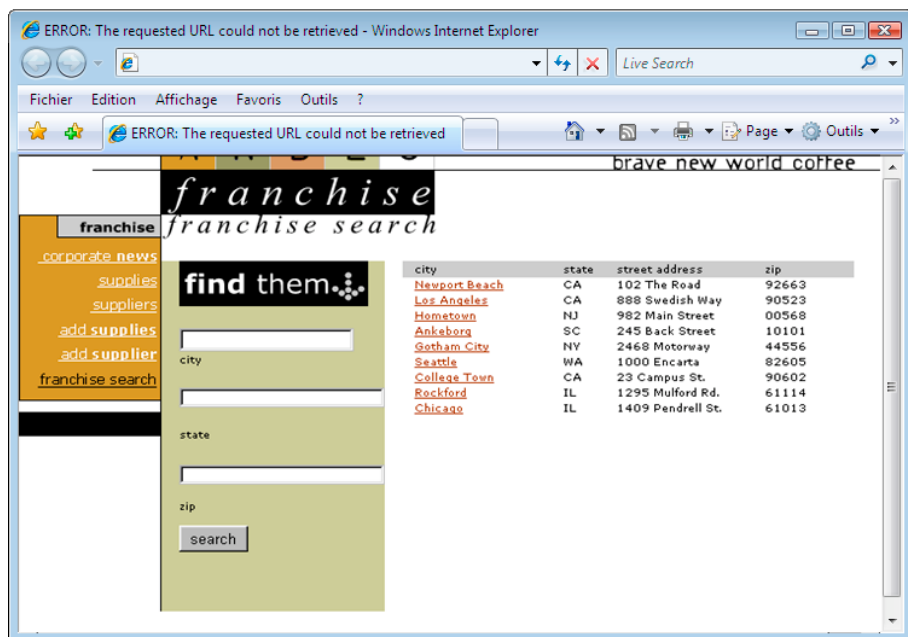 ERROR: The requested URL could not be retrieved - Windows Internet Explorer
Live Search
Fichier Edition Affichage Favoris Outils ?
ERROR: The requested URL could not be retrieved
Page Outils
brave new world coffee
franchise
franchise search
franchise
corporate news
supplies
suppliers
add supplies
add supplier
franchise search
find them
city
state
zip
search
city state street address zip
Newport Beach CA 102 The Road 92663
Los Angeles CA 888 Swedish Way 90523
Hometown NJ 982 Main Street 00568
Ankeborg SC 245 Back Street 10101
Gotham City NY 2468 Motorway 44556
Seattle WA 1000 Encarta 82605
College Town CA 23 Campus St. 90602
Rockford IL 1295 Mulford Rd. 61114
Chicago IL 1409 Pendrell St. 61013